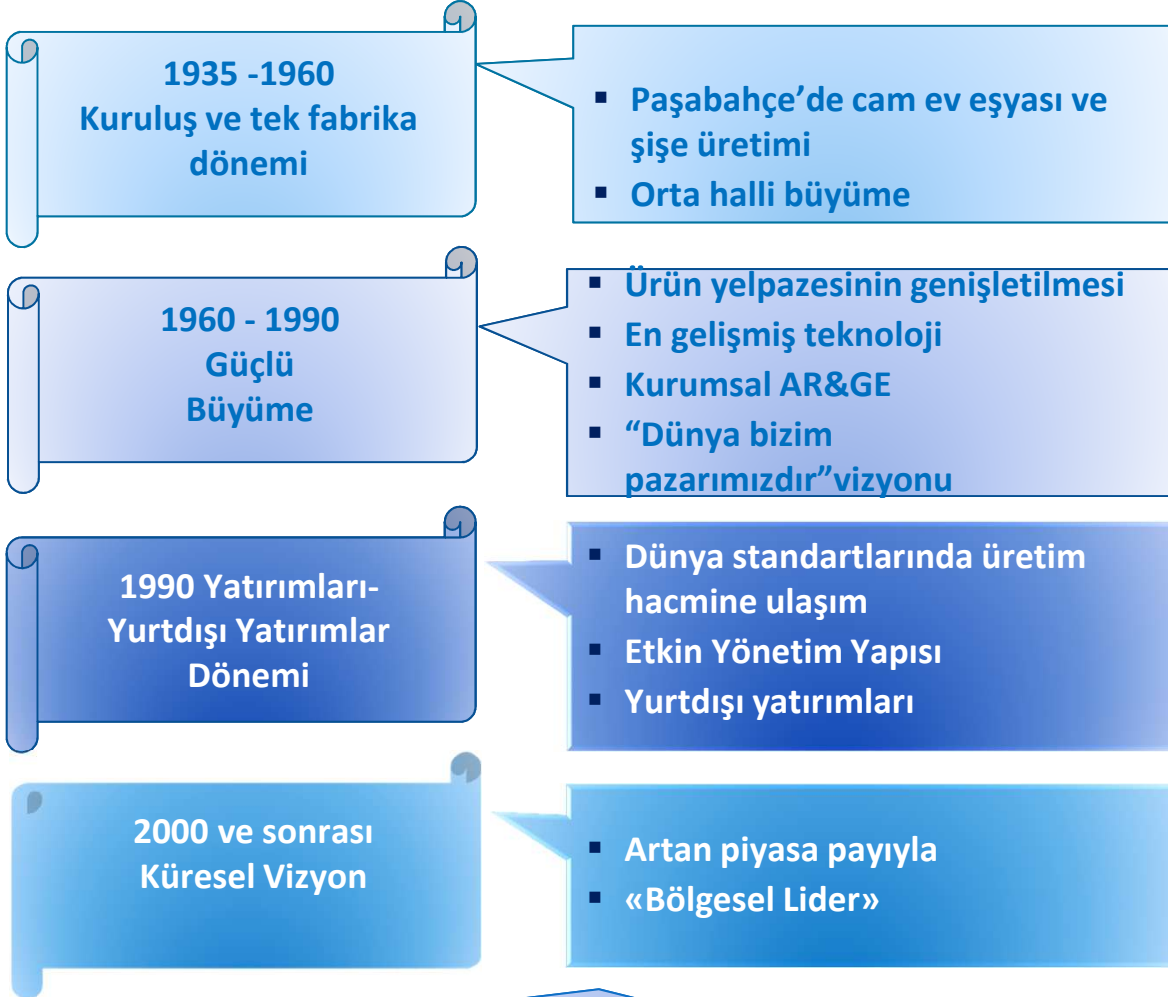 1935 -1960
Kuruluş ve tek fabrika
dönemi
▪ Paşabahçe’de cam ev eşyası ve
şişe üretimi
▪ Orta halli büyüme
1960 - 1990
Güçlü
Büyüme
▪ Ürün yelpazesinin genişletilmesi
▪ En gelişmiş teknoloji
▪ Kurumsal AR&GE
▪ “Dünya bizim
pazarımızdır”vizyonu
1990 Yatırımları-
Yurtdışı Yatırımlar
Dönemi
▪ Dünya standartlarında üretim
hacmine ulaşım
▪ Etkin Yönetim Yapısı
▪ Yurtdışı yatırımları
2000 ve sonrası
Küresel Vizyon
▪ Artan piyasa payıyla
▪ «Bölgesel Lider»